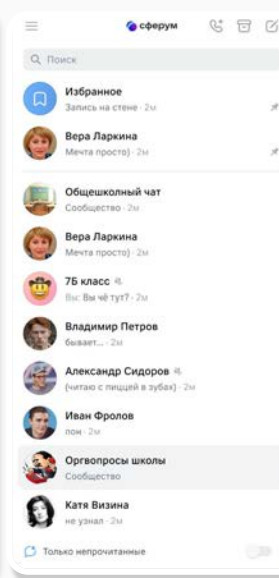 сферум
Поиск
Избранное
Запись на стене · 2м
Вера Ларкина
Мечта просто) · 2м
Общешкольный чат
Сообщество · 2м
Вера Ларкина
Мечта просто) · 2м
7Б класс
Вы: Вы чё тут? · 2м
Владимир Петров
бывает... · 2м
Александр Сидоров
(читаю с пиццей в зубах) · 2м
Иван Фролов
пон · 2м
Оргвопросы школы
Сообщество
Катя Визина
не узнал · 2м
Только непрочитанные